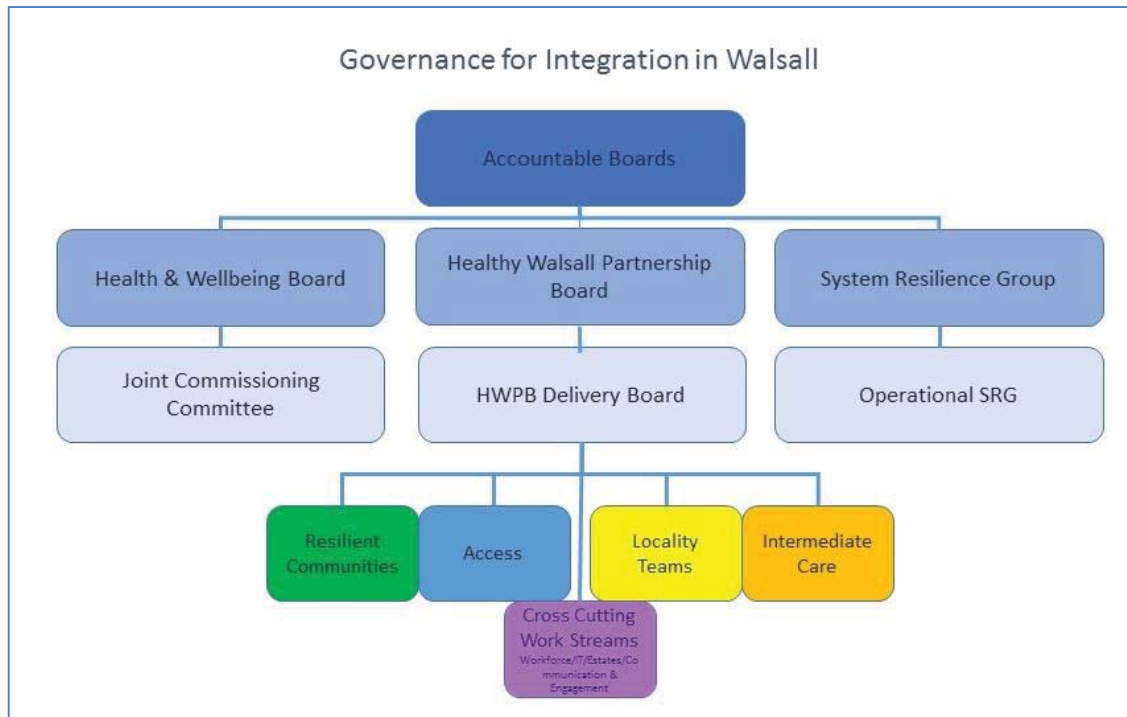 Governance for Integration in Walsall
Accountable Boards
Health & Wellbeing Board
Healthy Walsall Partnership
Board
System Resilience Group
Joint Commissioning
Committee
HWPB Delivery Board
Operational SRG
Resilient
Communities
Access
Locality
Teams
Intermediate
Care
Cross Cutting
Work Streams
Workforce/IT/Estates/Co
mmunication &
Engagement